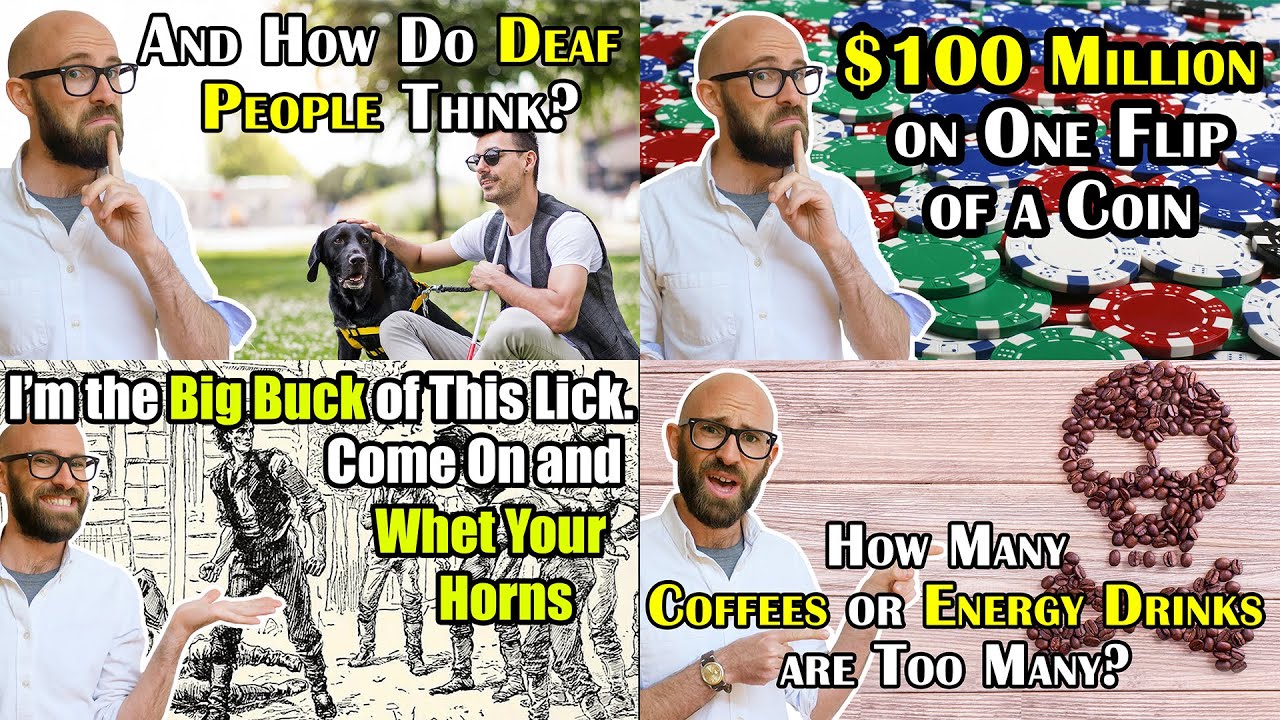 And How Do Deaf
People Think?
$100 Million
on One Flip
of a Coin
I'm the Big Buck of This Lick.
Come On and
Whet Your
Horns
How Many
Coffees or Energy Drinks
are Too Many?